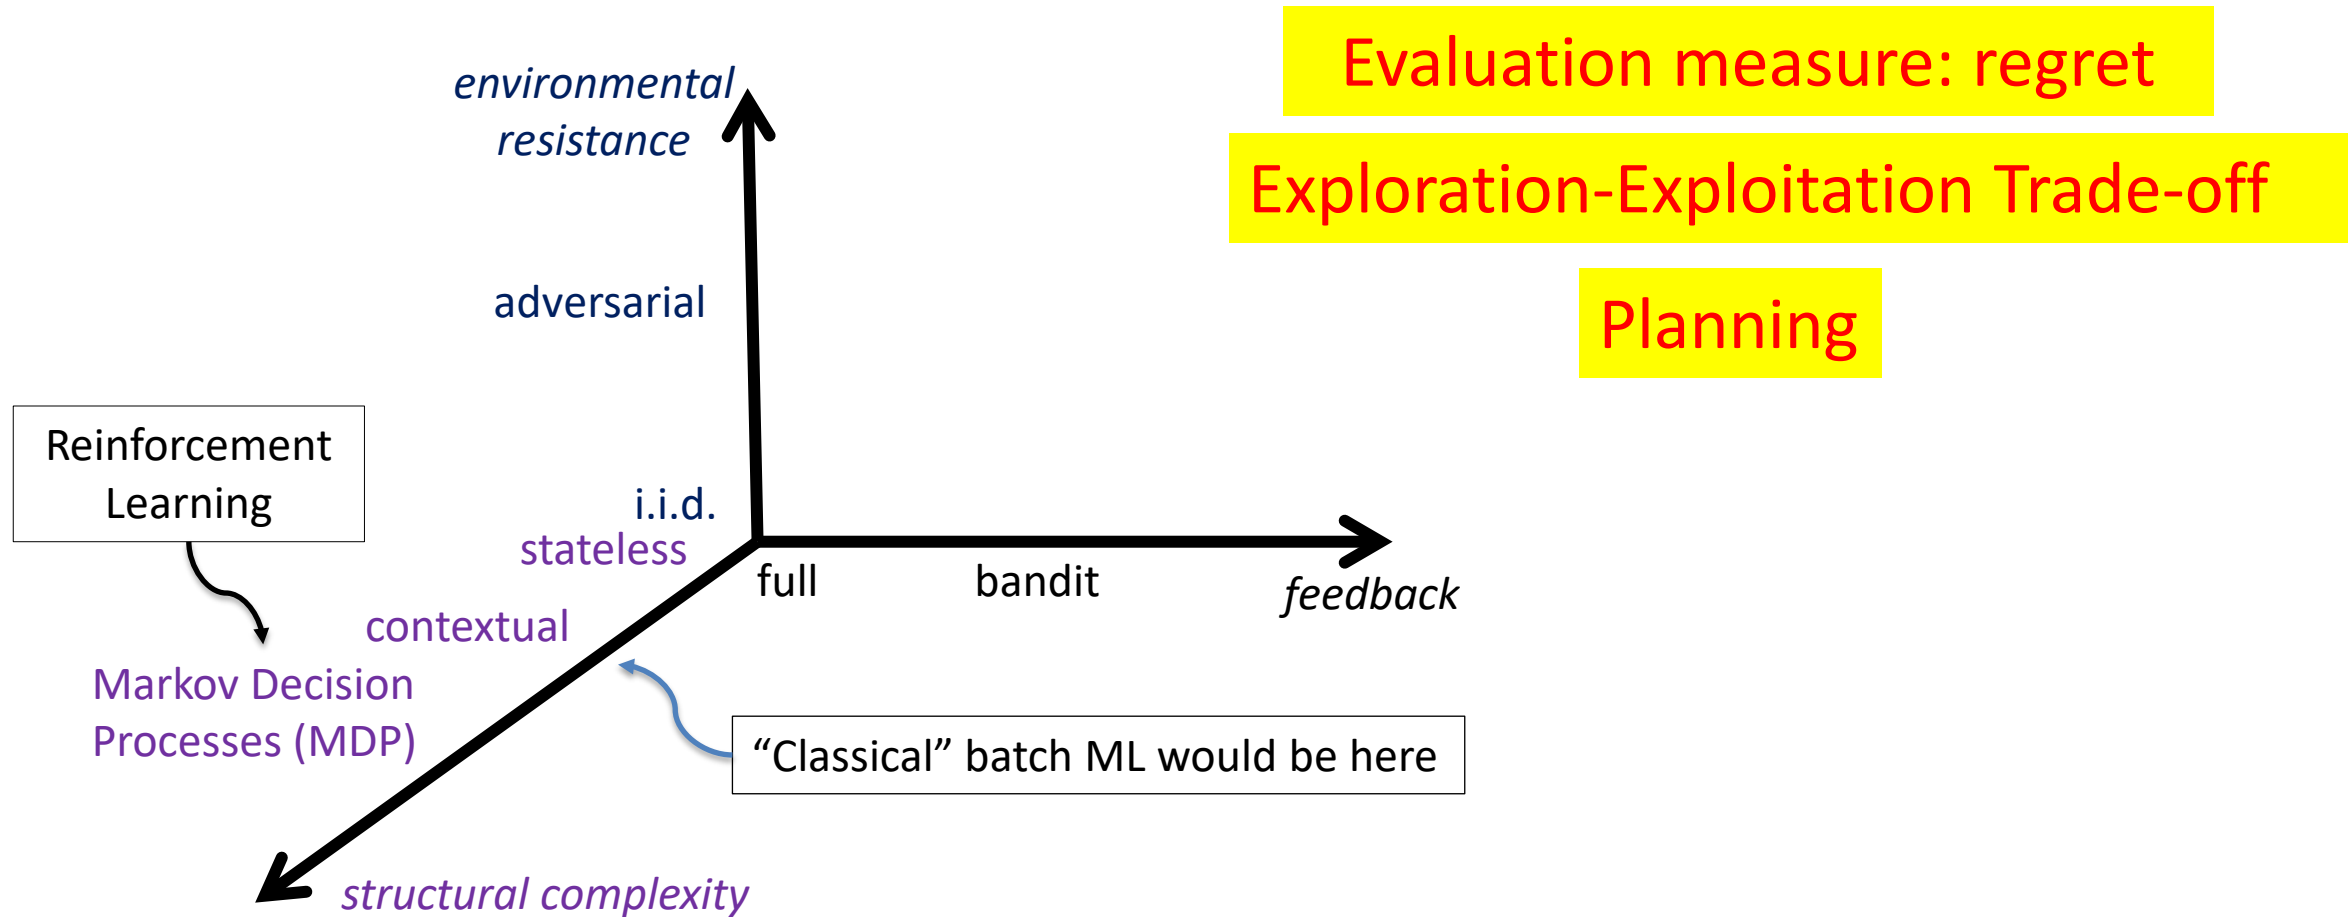 Evaluation measure: regret
Exploration-Exploitation Trade-off
Planning
environmental
resistance
adversarial
i.i.d.
stateless
contextual
Markov Decision
Processes (MDP)
structural complexity
full
bandit
feedback
Reinforcement
Learning
“Classical” batch ML would be here